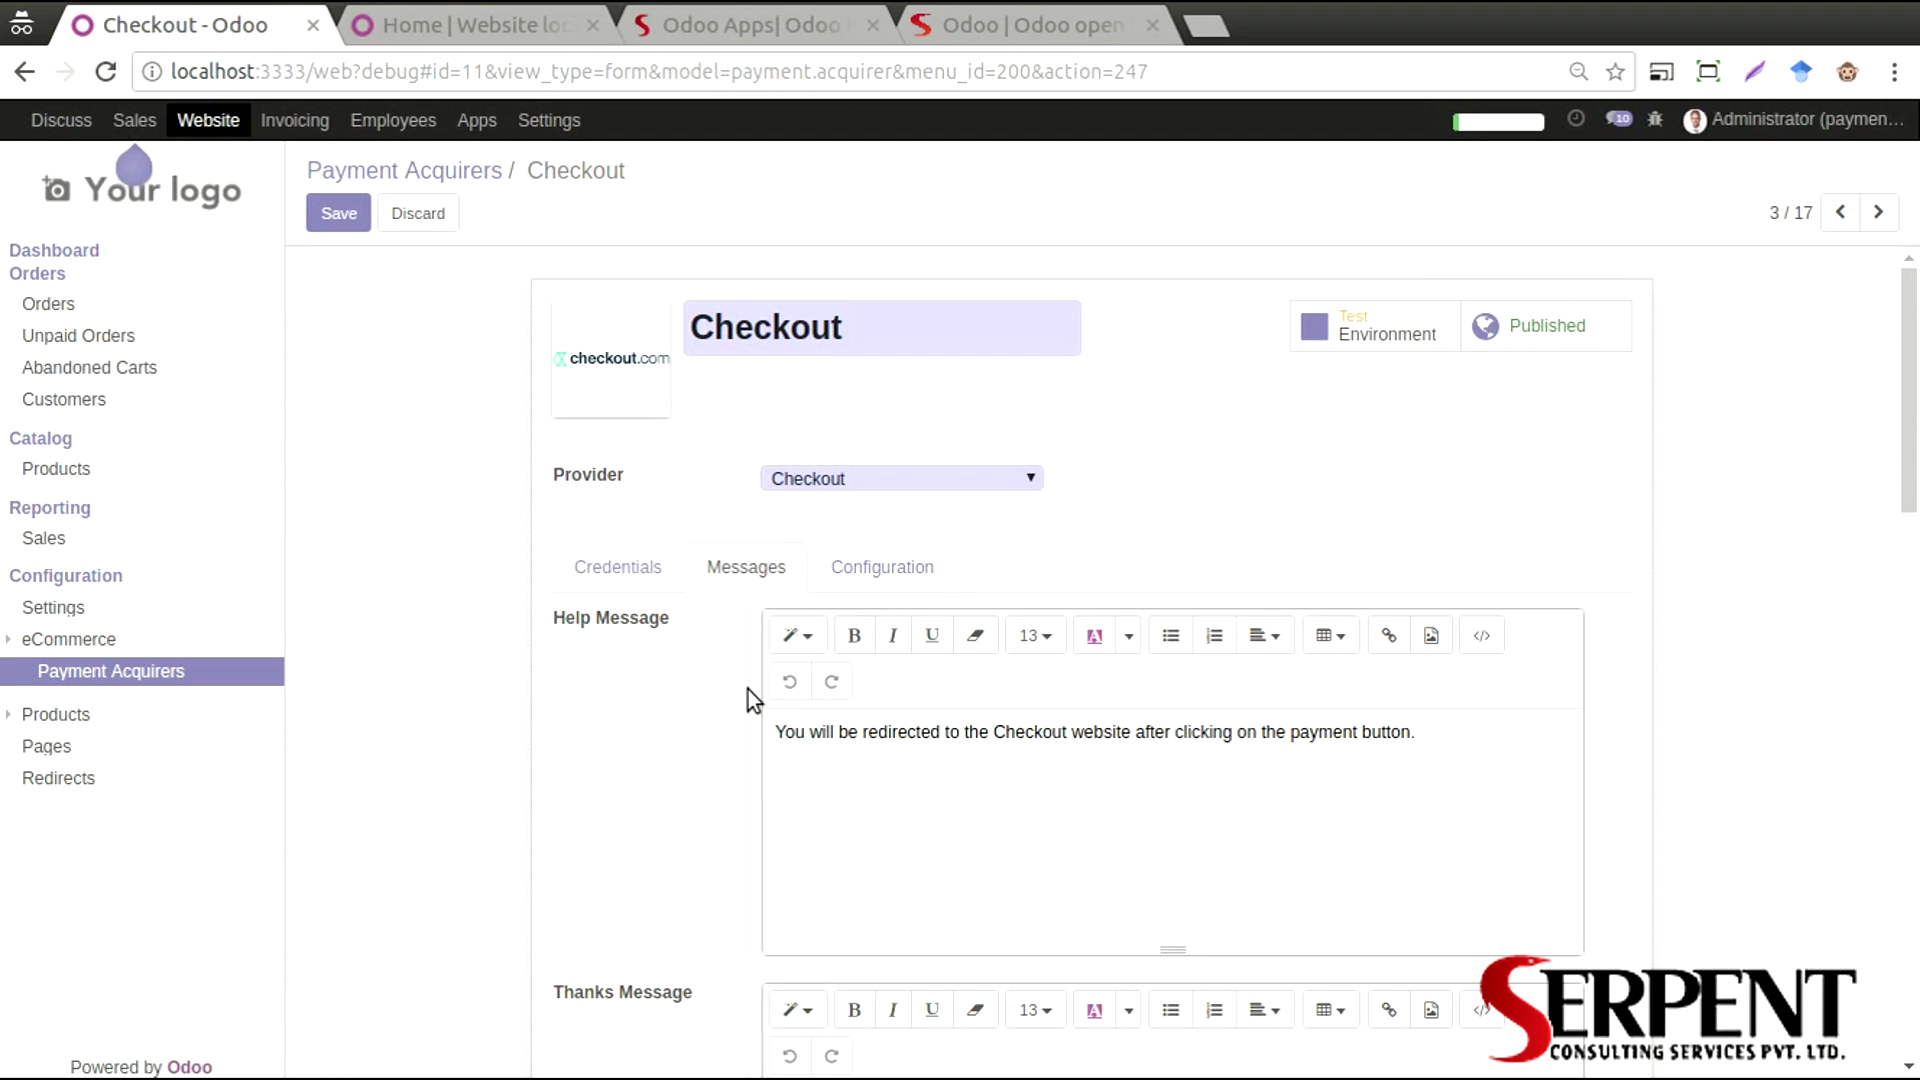 Checkout - Odoo
Home | Website loc
Odoo Apps| Odoo
Odoo | Odoo open
localhost:3333/web?debug#id=11&view_type=form&model=payment.acquirer&menu_id=200&action=247
Discuss Sales Website Invoicing Employees Apps Settings
10
Administrator (paymen...
Your logo
Payment Acquirers / Checkout
Save Discard
3 / 17
Dashboard
Orders
Orders
Unpaid Orders
Abandoned Carts
Customers
Catalog
Products
Reporting
Sales
Configuration
Settings
eCommerce
Payment Acquirers
Products
Pages
Redirects
Powered by Odoo
checkout.com
Checkout
Test
Environment
Published
Provider
Checkout
Credentials Messages Configuration
Help Message
B I U 13 A </>
You will be redirected to the Checkout website after clicking on the payment button.
Thanks Message
B I U 13 A </>
SERPENT
CONSULTING SERVICES PVT. LTD.